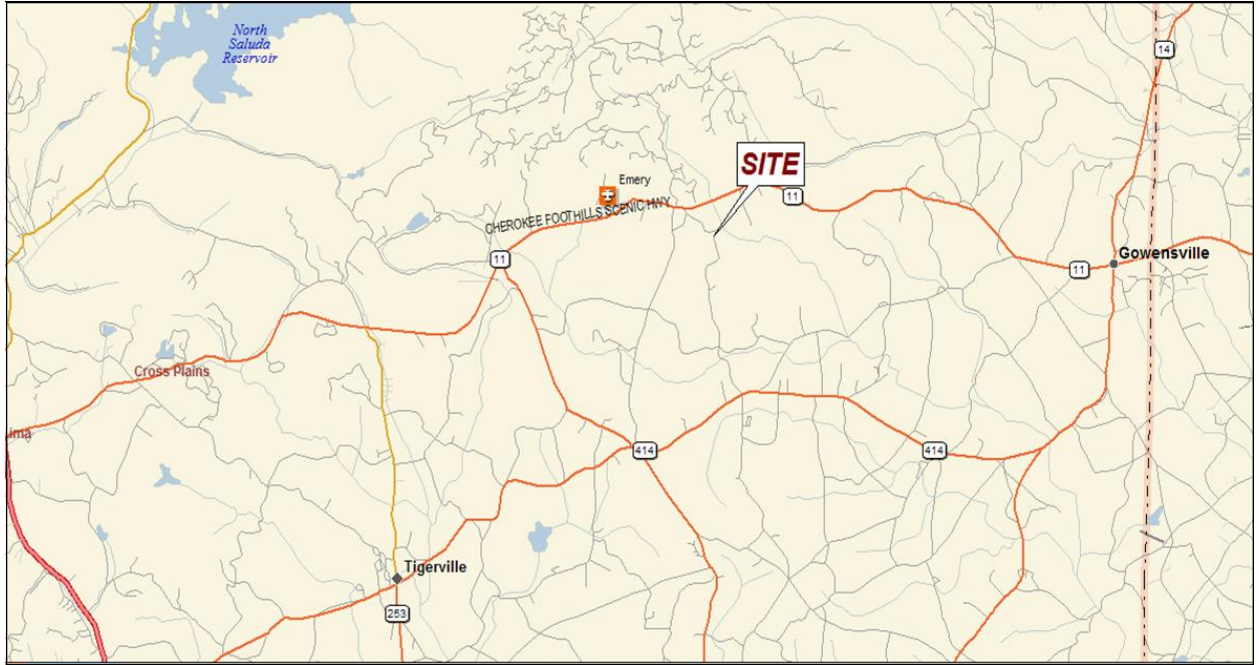 North
Saluda
Reservoir
14
SITE
Emery
11
CHEROKEE FOOTHILLS SCENIC HWY
11
Gowensville
11
Cross Plains
ima
414
414
Tigerville
253